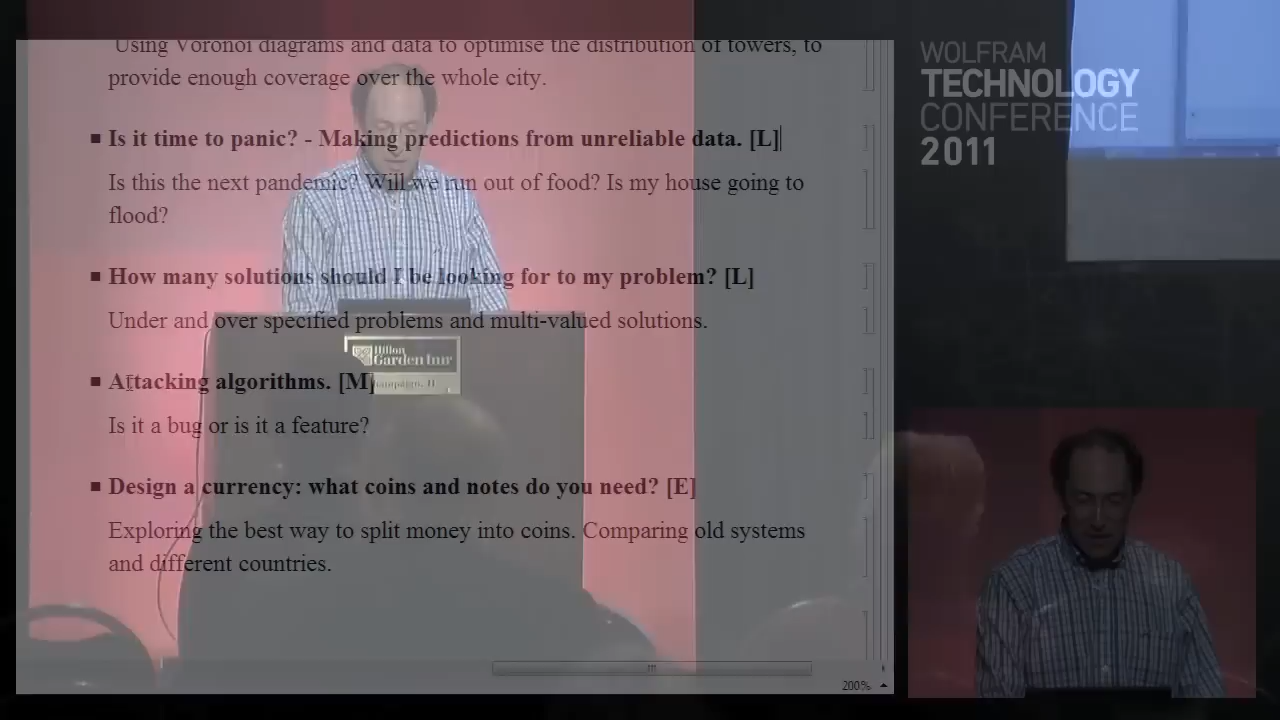 Using Voronoi diagrams and data to optimise the distribution of towers, to
provide enough coverage over the whole city.
■ Is it time to panic? - Making predictions from unreliable data. [L]
Is this the next pandemic? Will we run out of food? Is my house going to
flood?
■ How many solutions should I be looking for to my problem? [L]
Under and over specified problems and multi-valued solutions.
■ Attacking algorithms. [M]
Is it a bug or is it a feature?
■ Design a currency: what coins and notes do you need? [E]
Exploring the best way to split money into coins. Comparing old systems
and different countries.
200%
WOLFRAM
TECHNOLOGY
CONFERENCE
2011
Hilton
Garden Inn